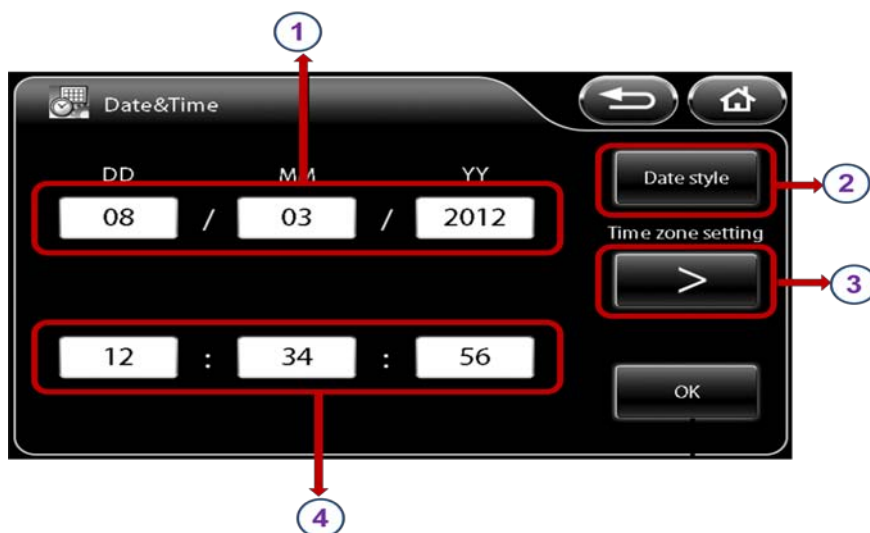 1
Date&Time
DD MM YY
Date style
2
08 / 03 / 2012
Time zone setting
>
3
12 : 34 : 56
OK
4